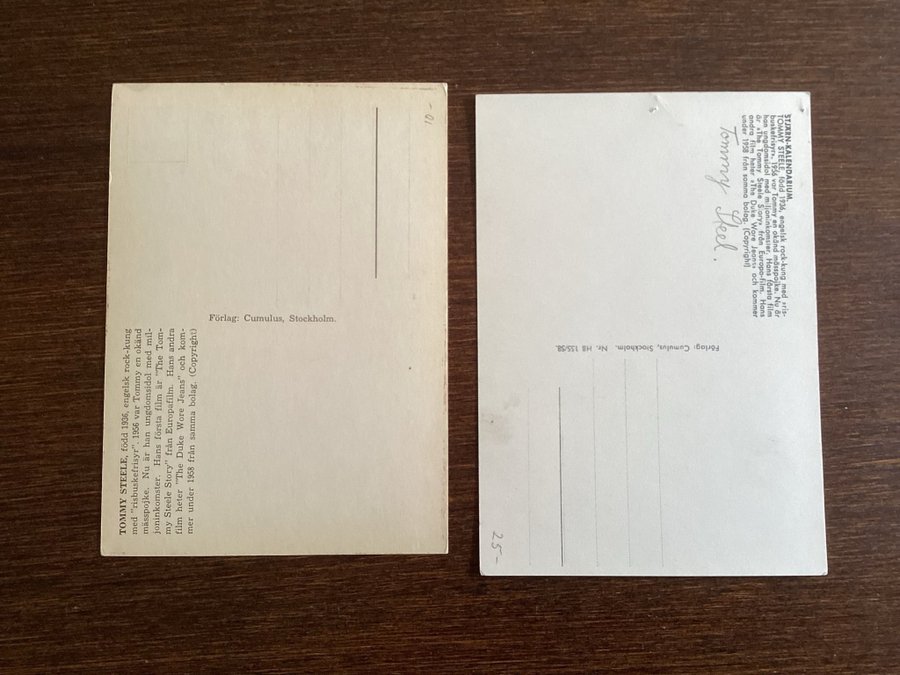 TOMMY STEELE, född 1936, engelsk rock-kung
med "risbuskefrisyr". 1956 var Tommy en okänd
mässpojke. Nu är han ungdomsidol med mil-
joninkomster. Hans första film är "The Tom-
my Steele Story" från Europafilm. Hans andra
film heter "The Duke Wore Jeans" och kom-
mer under 1958 från samma bolag. (Copyright)
Förlag: Cumulus, Stockholm.
10-
STJÄRN-KALENDARIUM.
TOMMY STEELE, född 1936, engelsk rock-kung med »ris-
buskefrisyr». 1956 var Tommy en okänd mässpojke. Nu är
han ungdomsidol med miljoninkomster. Hans första film
är »The Tommy Steele Story» från Europa-film. Hans
andra film heter »The Duke Wore Jeans» och kommer
under 1958 från samma bolag. (Copyright)
Tommy Steel.
Förlag: Cumulus, Stockholm. Nr. HB 155/58.
25-